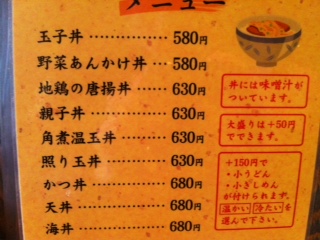 メニュー
玉子丼 ‥‥‥‥‥ 580円
野菜あんかけ丼 ‥‥ 580円
地鶏の唐揚丼 ‥‥‥ 630円
親子丼 ‥‥‥‥‥ 630円
角煮温玉丼 ‥‥‥‥ 630円
照り玉丼 ‥‥‥‥ 630円
かつ丼 ‥‥‥‥‥ 680円
天丼 ‥‥‥‥‥‥ 680円
海丼 ‥‥‥‥‥‥ 680円
丼には味噌汁が
ついています。
大盛りは+50円
でできます。
+150円で
・小うどん
・小きしめん
が付けられます。
温かい 冷たい を
選んで下さい。